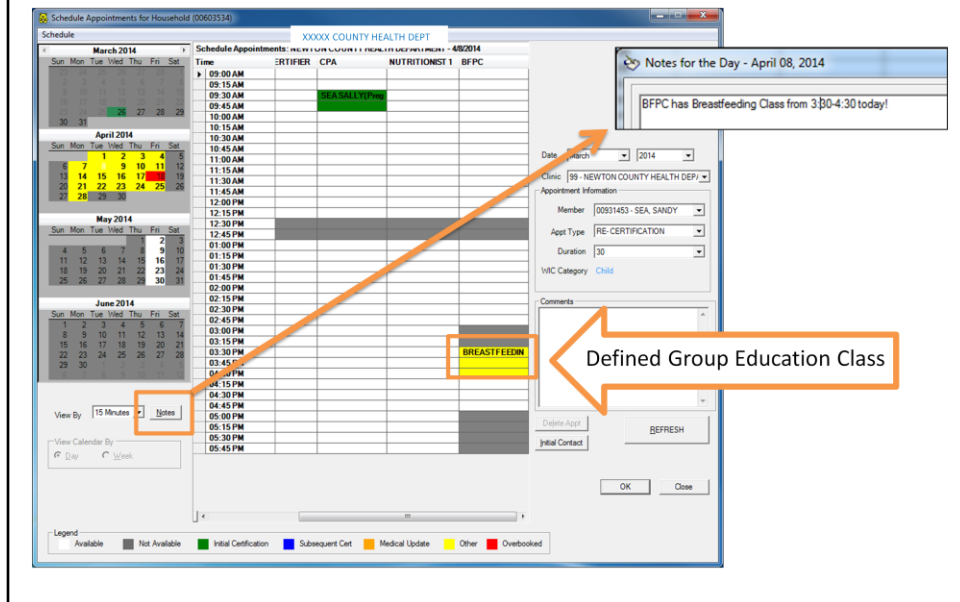 Schedule Appointments for Household (00603534)
Schedule
XXXXX COUNTY HEALTH DEPT
Schedule Appointments: NEWTON COUNTY HEALTH DEPARTMENT - 4/8/2014
Time ERTIFIER CPA NUTRITIONIST 1 BFPC
09:00 AM
09:15 AM
09:30 AM SEA SALLY(Preg
09:45 AM
10:00 AM
10:15 AM
10:30 AM
10:45 AM
11:00 AM
11:15 AM
11:30 AM
11:45 AM
12:00 PM
12:15 PM
12:30 PM
12:45 PM
01:00 PM
01:15 PM
01:30 PM
01:45 PM
02:00 PM
02:15 PM
02:30 PM
02:45 PM
03:00 PM
03:15 PM
03:30 PM BREASTFEEDIN
03:45 PM
04:00 PM
04:15 PM
04:30 PM
04:45 PM
05:00 PM
05:15 PM
05:30 PM
05:45 PM
March 2014
Sun Mon Tue Wed Thu Fri Sat
26 27 28 29
30 31
April 2014
Sun Mon Tue Wed Thu Fri Sat
1 2 3 4 5
6 7 9 10 11 12
13 14 15 16 17 19
20 21 22 23 24 25 26
27 28 29 30
May 2014
Sun Mon Tue Wed Thu Fri Sat
1 2 3
4 5 6 7 8 9 10
11 12 13 14 15 16 17
18 19 20 21 22 23 24
25 26 27 28 29 30 31
June 2014
Sun Mon Tue Wed Thu Fri Sat
1 2 3 4 5 6 7
8 9 10 11 12 13 14
15 16 17 18 19 20 21
22 23 24 25 26 27 28
29 30
View By 15 Minutes Notes
View Calendar By
Day Week
Notes for the Day - April 08, 2014
BFPC has Breastfeeding Class from 3:30-4:30 today!
Date March 2014
Clinic 99 - NEWTON COUNTY HEALTH DEP
Appointment Information
Member 00931453 - SEA, SANDY
Appt Type RE-CERTIFICATION
Duration 30
WIC Category Child
Comments
Defined Group Education Class
Delete Appt
REFRESH
Initial Contact
OK Close
Legend
Available Not Available Initial Certification Subsequent Cert Medical Update Other Overbooked